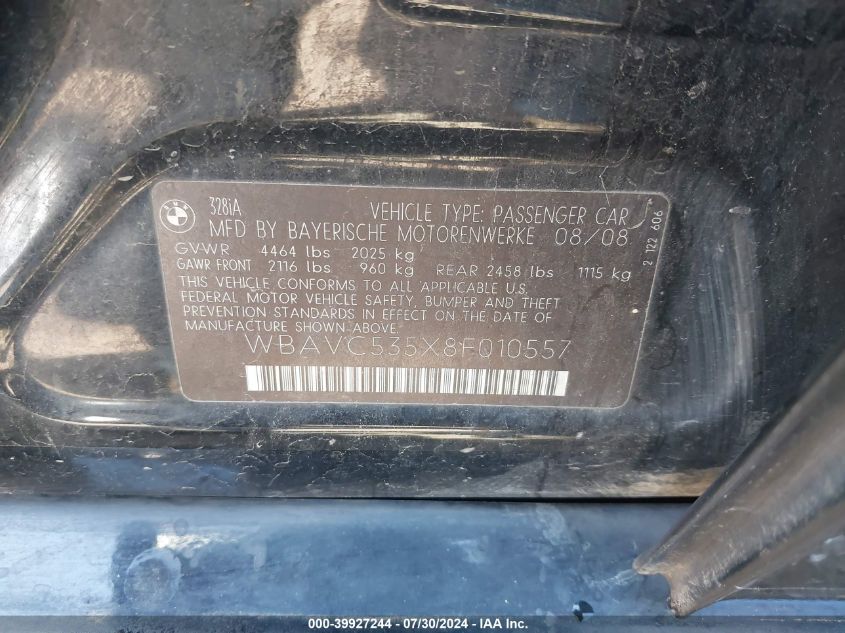 BMW
328iA VEHICLE TYPE: PASSENGER CAR
MFD BY BAYERISCHE MOTORENWERKE 08/08
GVWR 4464 lbs 2025 kg
GAWR FRONT 2116 lbs 960 kg REAR 2458 lbs 1115 kg
THIS VEHICLE CONFORMS TO ALL APPLICABLE U.S.
FEDERAL MOTOR VEHICLE SAFETY, BUMPER AND THEFT
PREVENTION STANDARDS IN EFFECT ON THE DATE OF
MANUFACTURE SHOWN ABOVE.
WBAVC535X8F010557
2 122 606
000-39927244 - 07/30/2024 - IAA Inc.